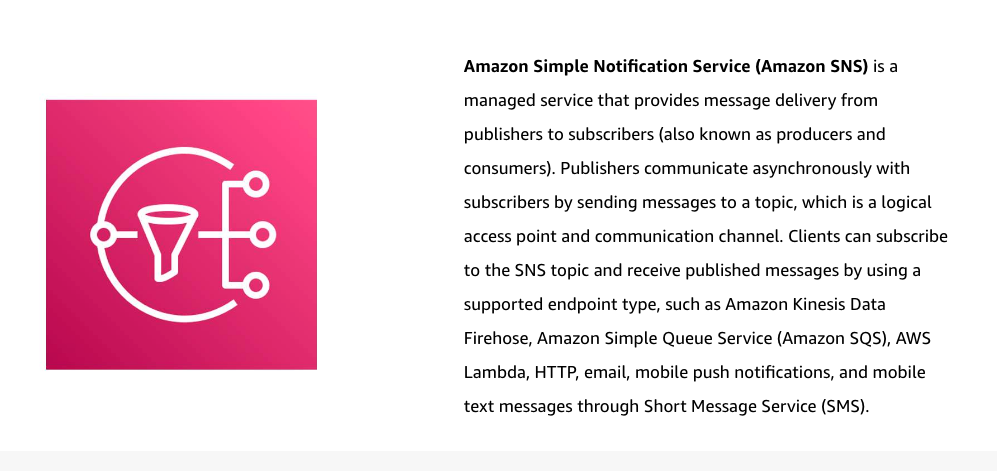 Amazon Simple Notification Service (Amazon SNS) is a
managed service that provides message delivery from
publishers to subscribers (also known as producers and
consumers). Publishers communicate asynchronously with
subscribers by sending messages to a topic, which is a logical
access point and communication channel. Clients can subscribe
to the SNS topic and receive published messages by using a
supported endpoint type, such as Amazon Kinesis Data
Firehose, Amazon Simple Queue Service (Amazon SQS), AWS
Lambda, HTTP, email, mobile push notifications, and mobile
text messages through Short Message Service (SMS).